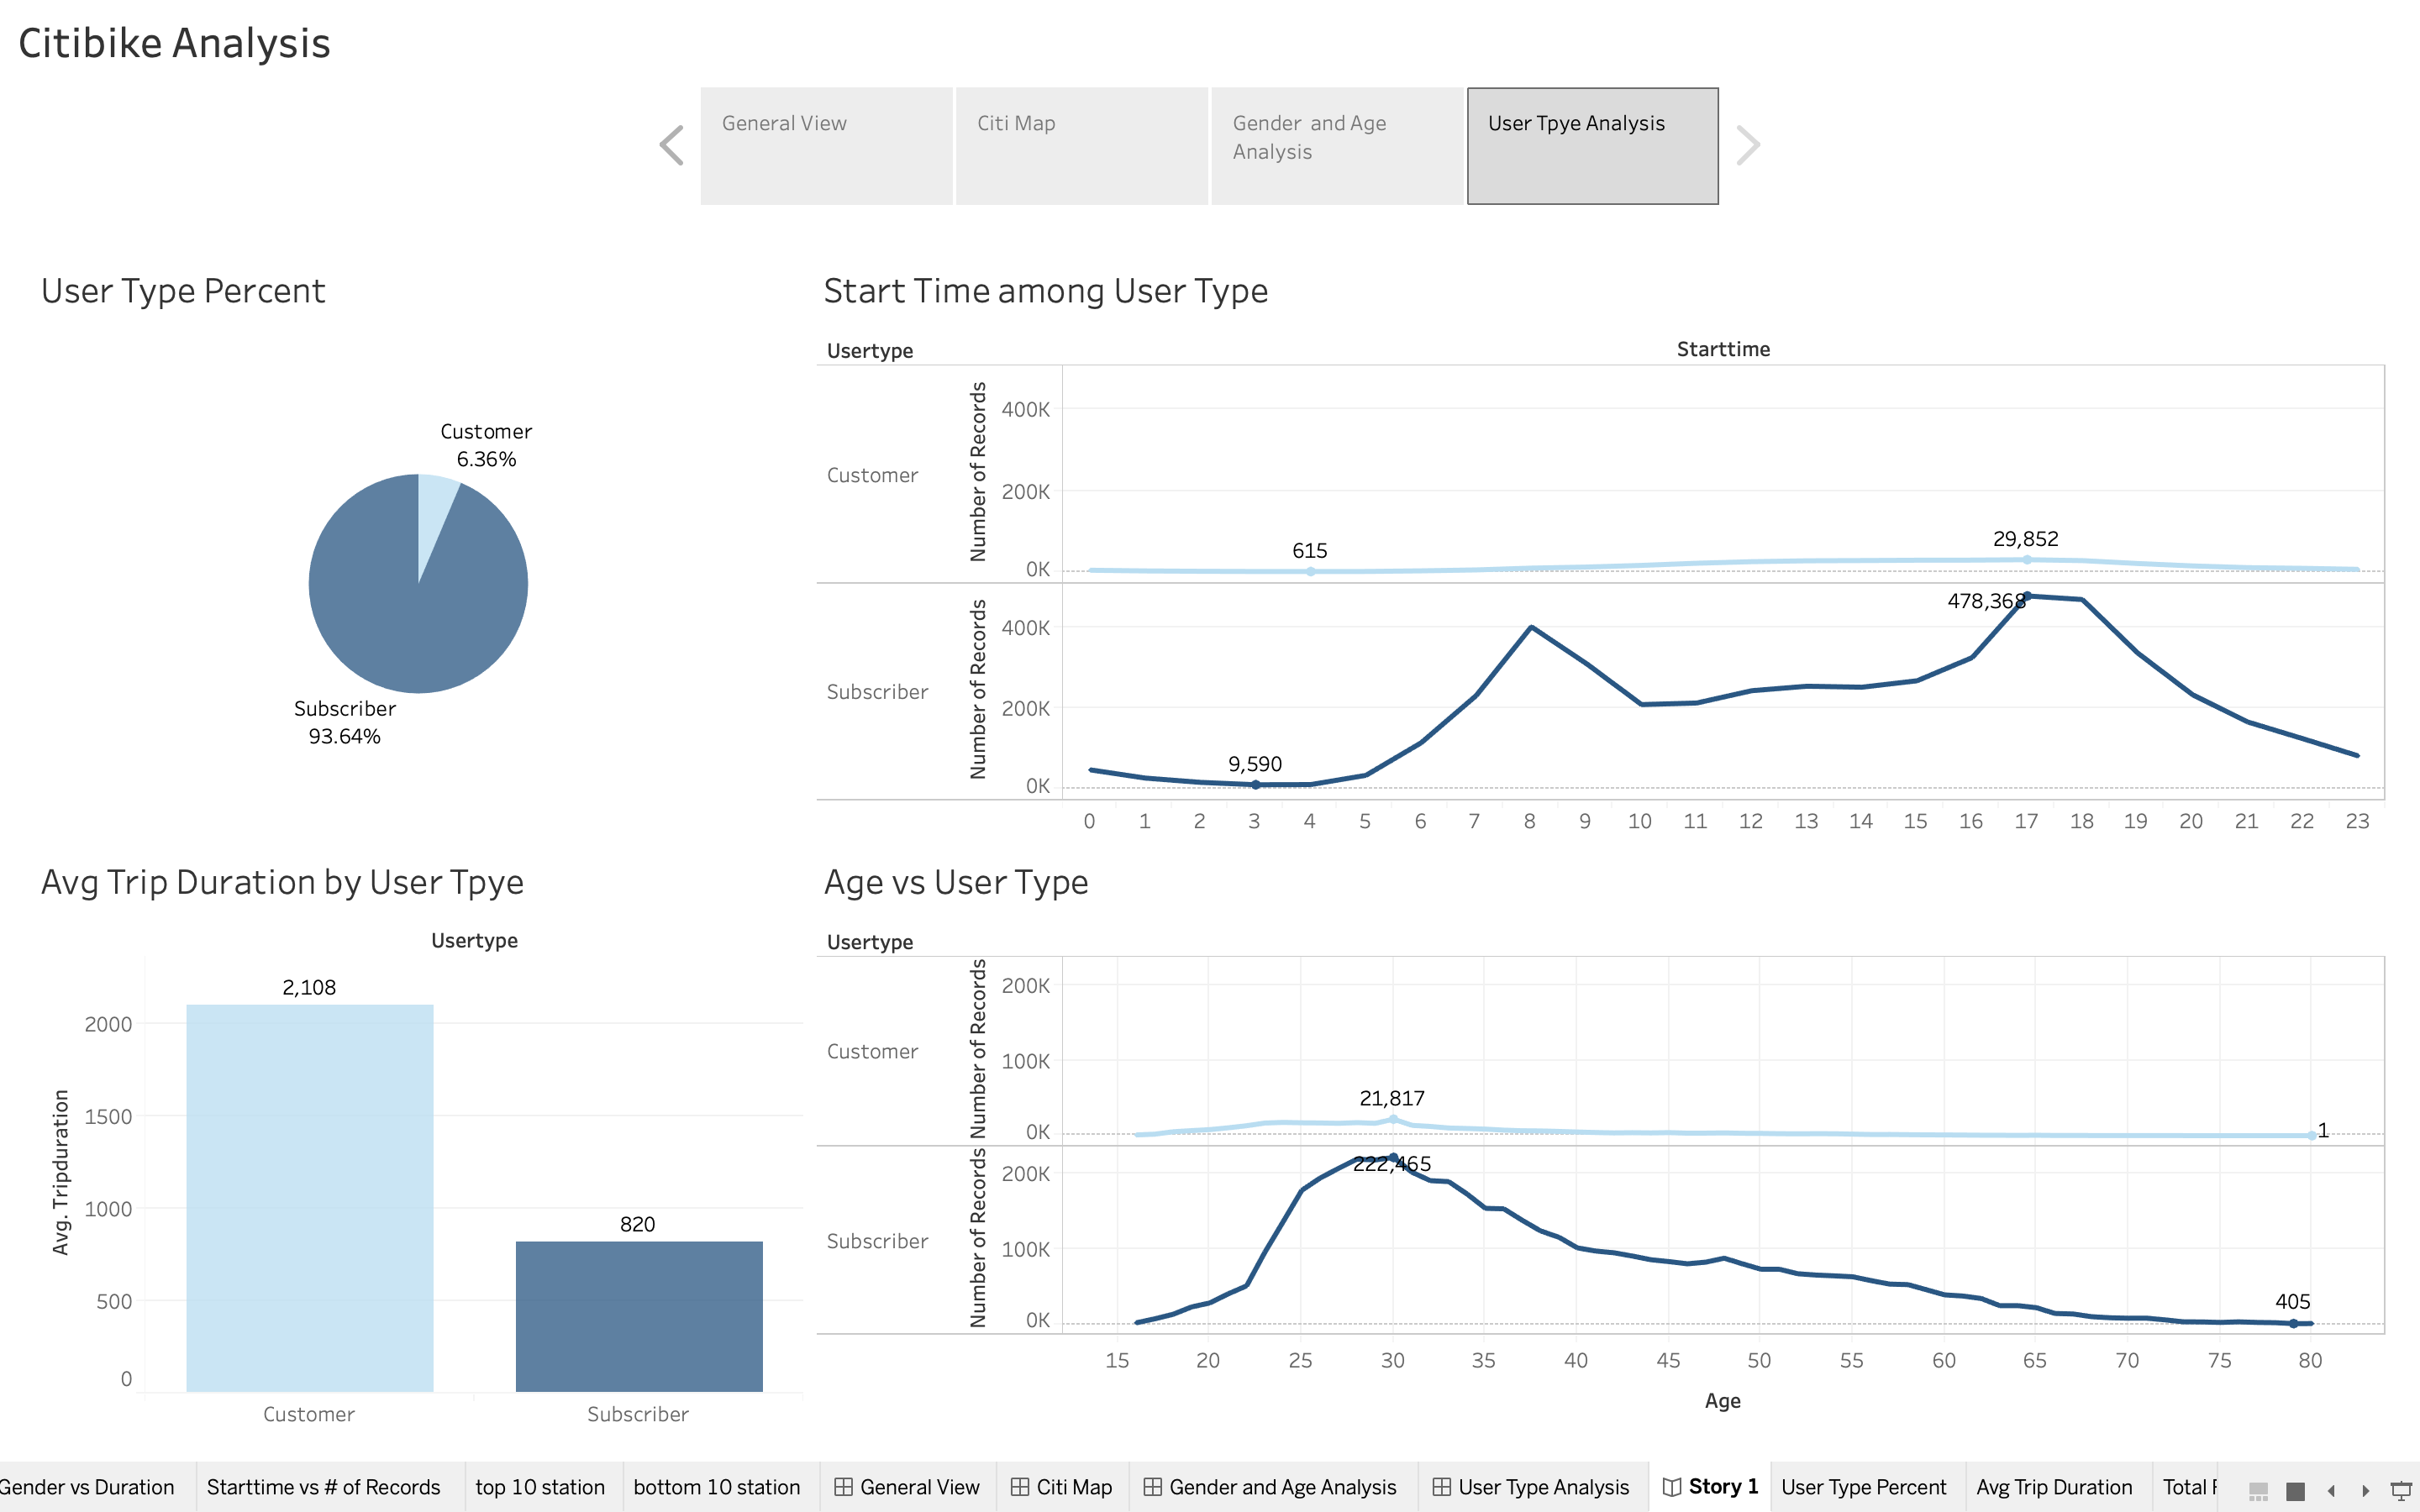 Citibike Analysis
General View
Citi Map
Gender and Age
Analysis
User Tpye Analysis
User Type Percent
Customer
6.36%
Subscriber
93.64%
Start Time among User Type
Usertype
Starttime
Customer
Number of Records
400K
200K
0K
615
29,852
Subscriber
Number of Records
400K
200K
0K
9,590
478,368
0 1 2 3 4 5 6 7 8 9 10 11 12 13 14 15 16 17 18 19 20 21 22 23
Avg Trip Duration by User Tpye
Usertype
Avg. Tripduration
2000
1500
1000
500
0
2,108
820
Customer
Subscriber
Age vs User Type
Usertype
Customer
Number of Records
200K
100K
0K
21,817
1
Subscriber
Number of Records
200K
100K
0K
222,465
405
15 20 25 30 35 40 45 50 55 60 65 70 75 80
Age
Gender vs Duration
Starttime vs # of Records
top 10 station
bottom 10 station
General View
Citi Map
Gender and Age Analysis
User Type Analysis
Story 1
User Type Percent
Avg Trip Duration
Total